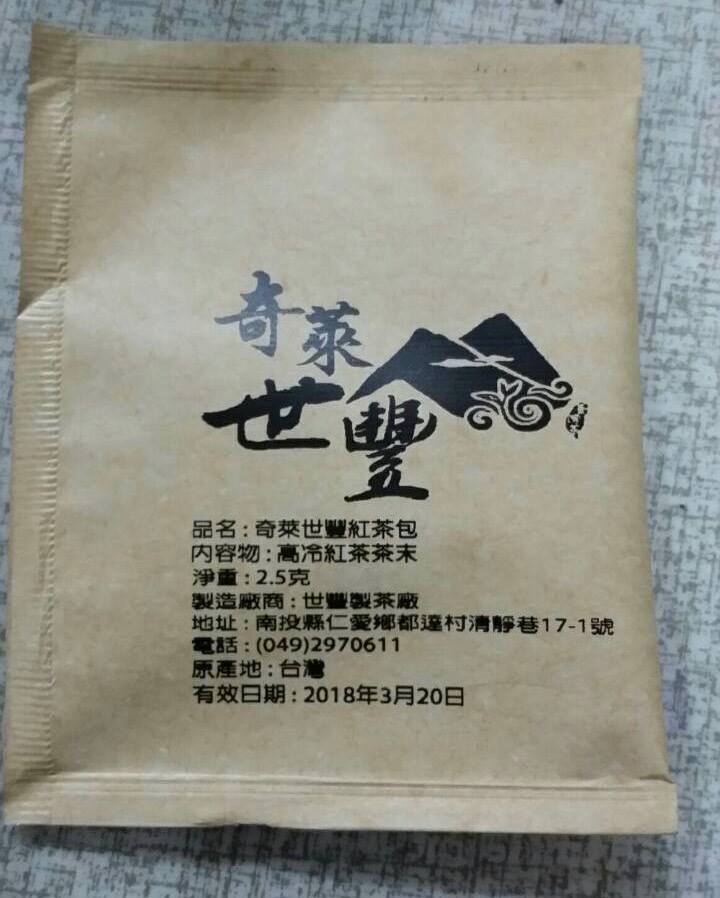 奇萊
世豐
品名:奇萊世豐紅茶包
內容物:高冷紅茶茶末
淨重:2.5克
製造廠商:世豐製茶廠
地址:南投縣仁愛鄉都達村清靜巷17-1號
電話:(049)2970611
原產地:台灣
有效日期:2018年3月20日